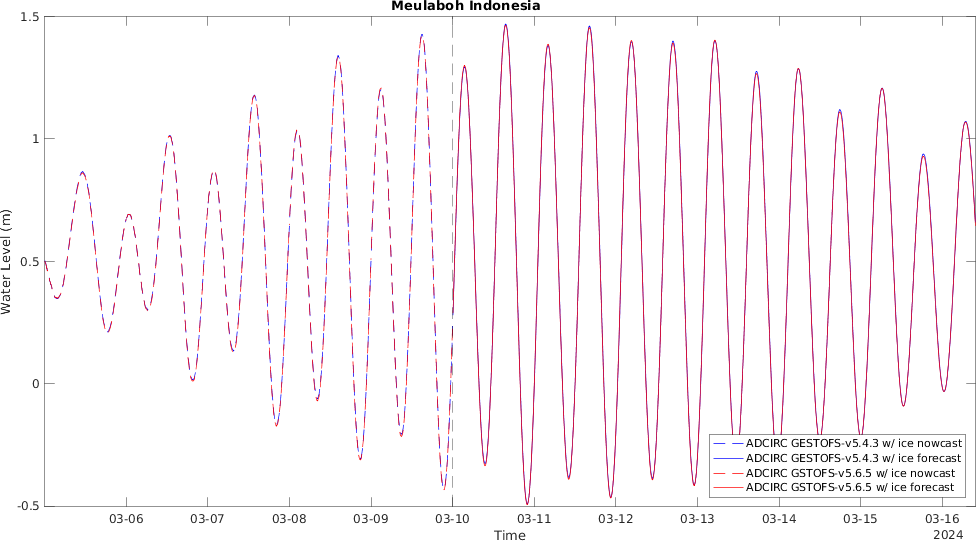 Meulaboh Indonesia
Water Level (m)
1.5
1
0.5
0
-0.5
03-06 03-07 03-08 03-09 03-10 03-11 03-12 03-13 03-14 03-15 03-16
Time
2024
ADCIRC GESTOFS-v5.4.3 w/ ice nowcast
ADCIRC GESTOFS-v5.4.3 w/ ice forecast
ADCIRC GSTOFS-v5.6.5 w/ ice nowcast
ADCIRC GSTOFS-v5.6.5 w/ ice forecast